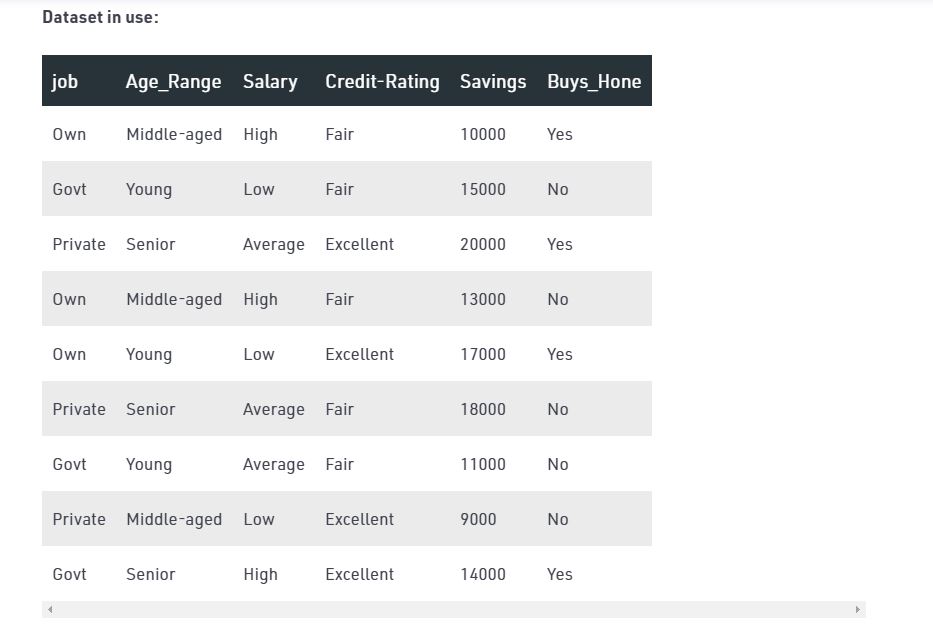 Dataset in use:
job Age_Range Salary Credit-Rating Savings Buys_Hone
Own Middle-aged High Fair 10000 Yes
Govt Young Low Fair 15000 No
Private Senior Average Excellent 20000 Yes
Own Middle-aged High Fair 13000 No
Own Young Low Excellent 17000 Yes
Private Senior Average Fair 18000 No
Govt Young Average Fair 11000 No
Private Middle-aged Low Excellent 9000 No
Govt Senior High Excellent 14000 Yes